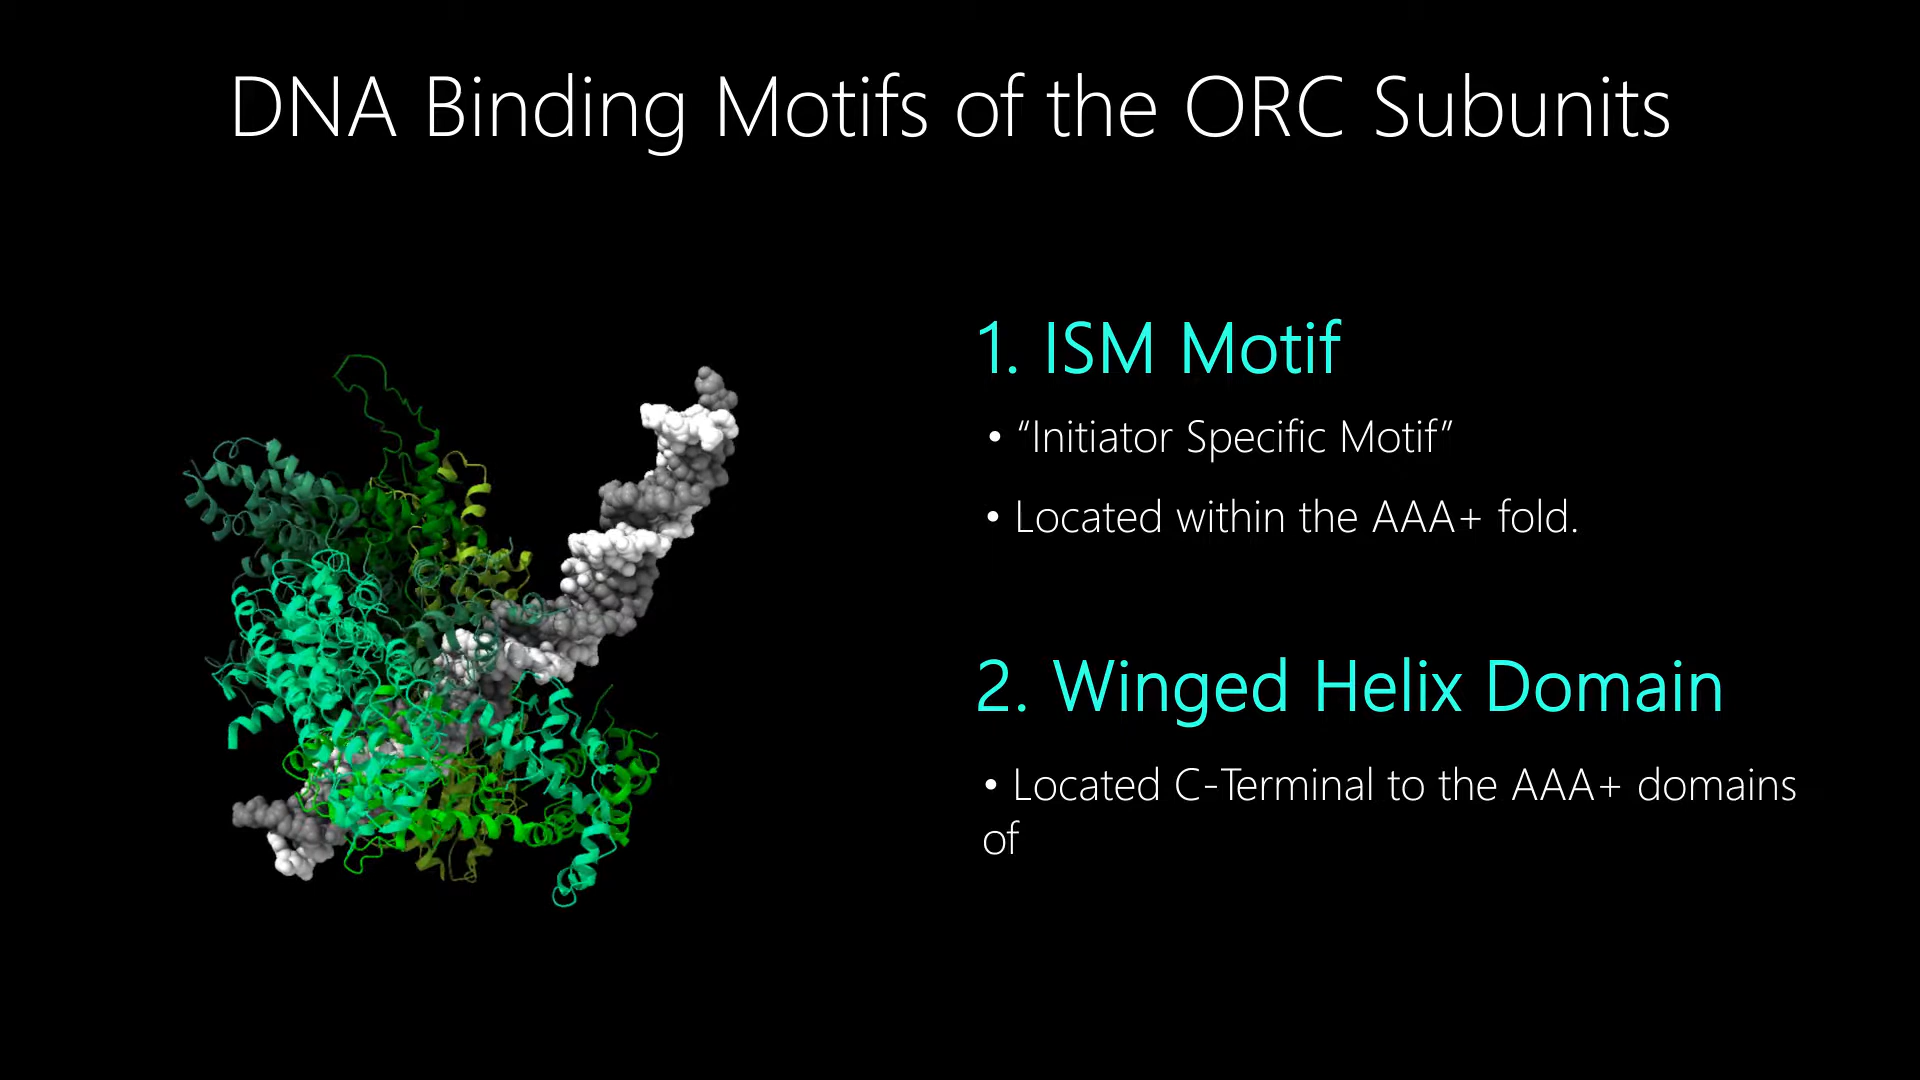 DNA Binding Motifs of the ORC Subunits
1. ISM Motif
• “Initiator Specific Motif”
• Located within the AAA+ fold.
2. Winged Helix Domain
• Located C-Terminal to the AAA+ domains
of